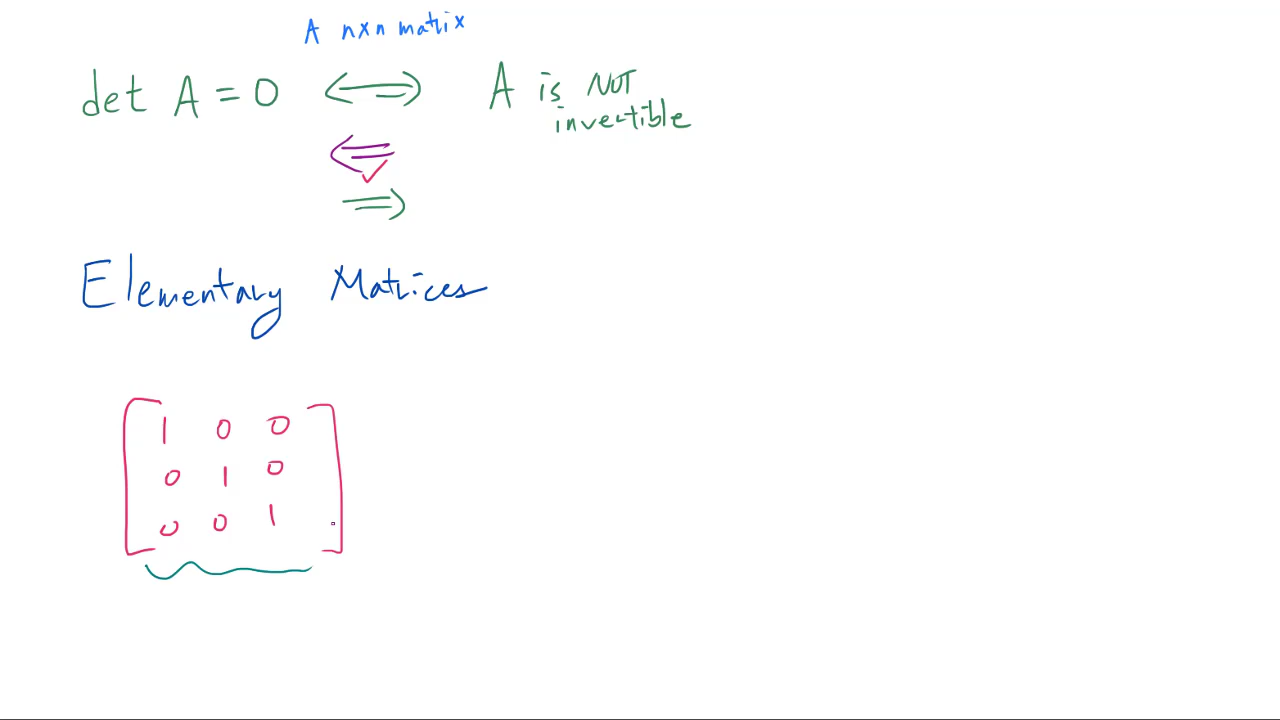 A nxn matrix
det A = 0 ⟺ A is NOT
invertible
⟸ ✓
⟹
Elementary Matrices
1 0 0
0 1 0
0 0 1